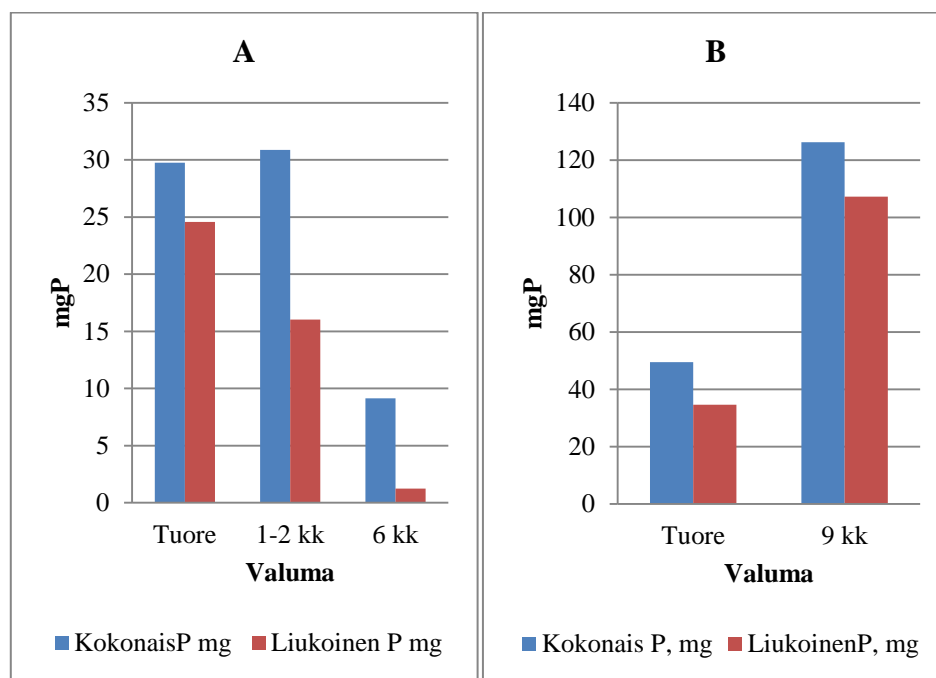 A
35
30
25
20
15
10
5
0
mgP
Tuore 1-2 kk 6 kk
Valuma
KokonaisP mg Liukoinen P mg
B
140
120
100
80
60
40
20
0
mgP
Tuore 9 kk
Valuma
Kokonais P, mg LiukoinenP, mg